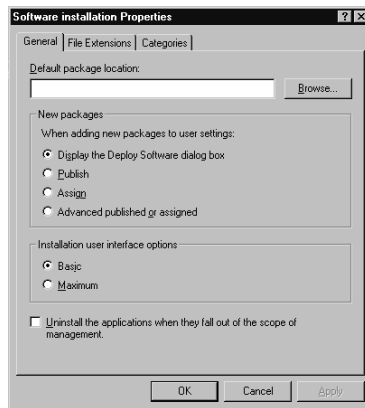 Software installation Properties
General File Extensions Categories
Default package location:
Browse...
New packages
When adding new packages to user settings:
Display the Deploy Software dialog box
Publish
Assign
Advanced published or assigned
Installation user interface options
Basic
Maximum
Uninstall the applications when they fall out of the scope of
management.
OK Cancel Apply